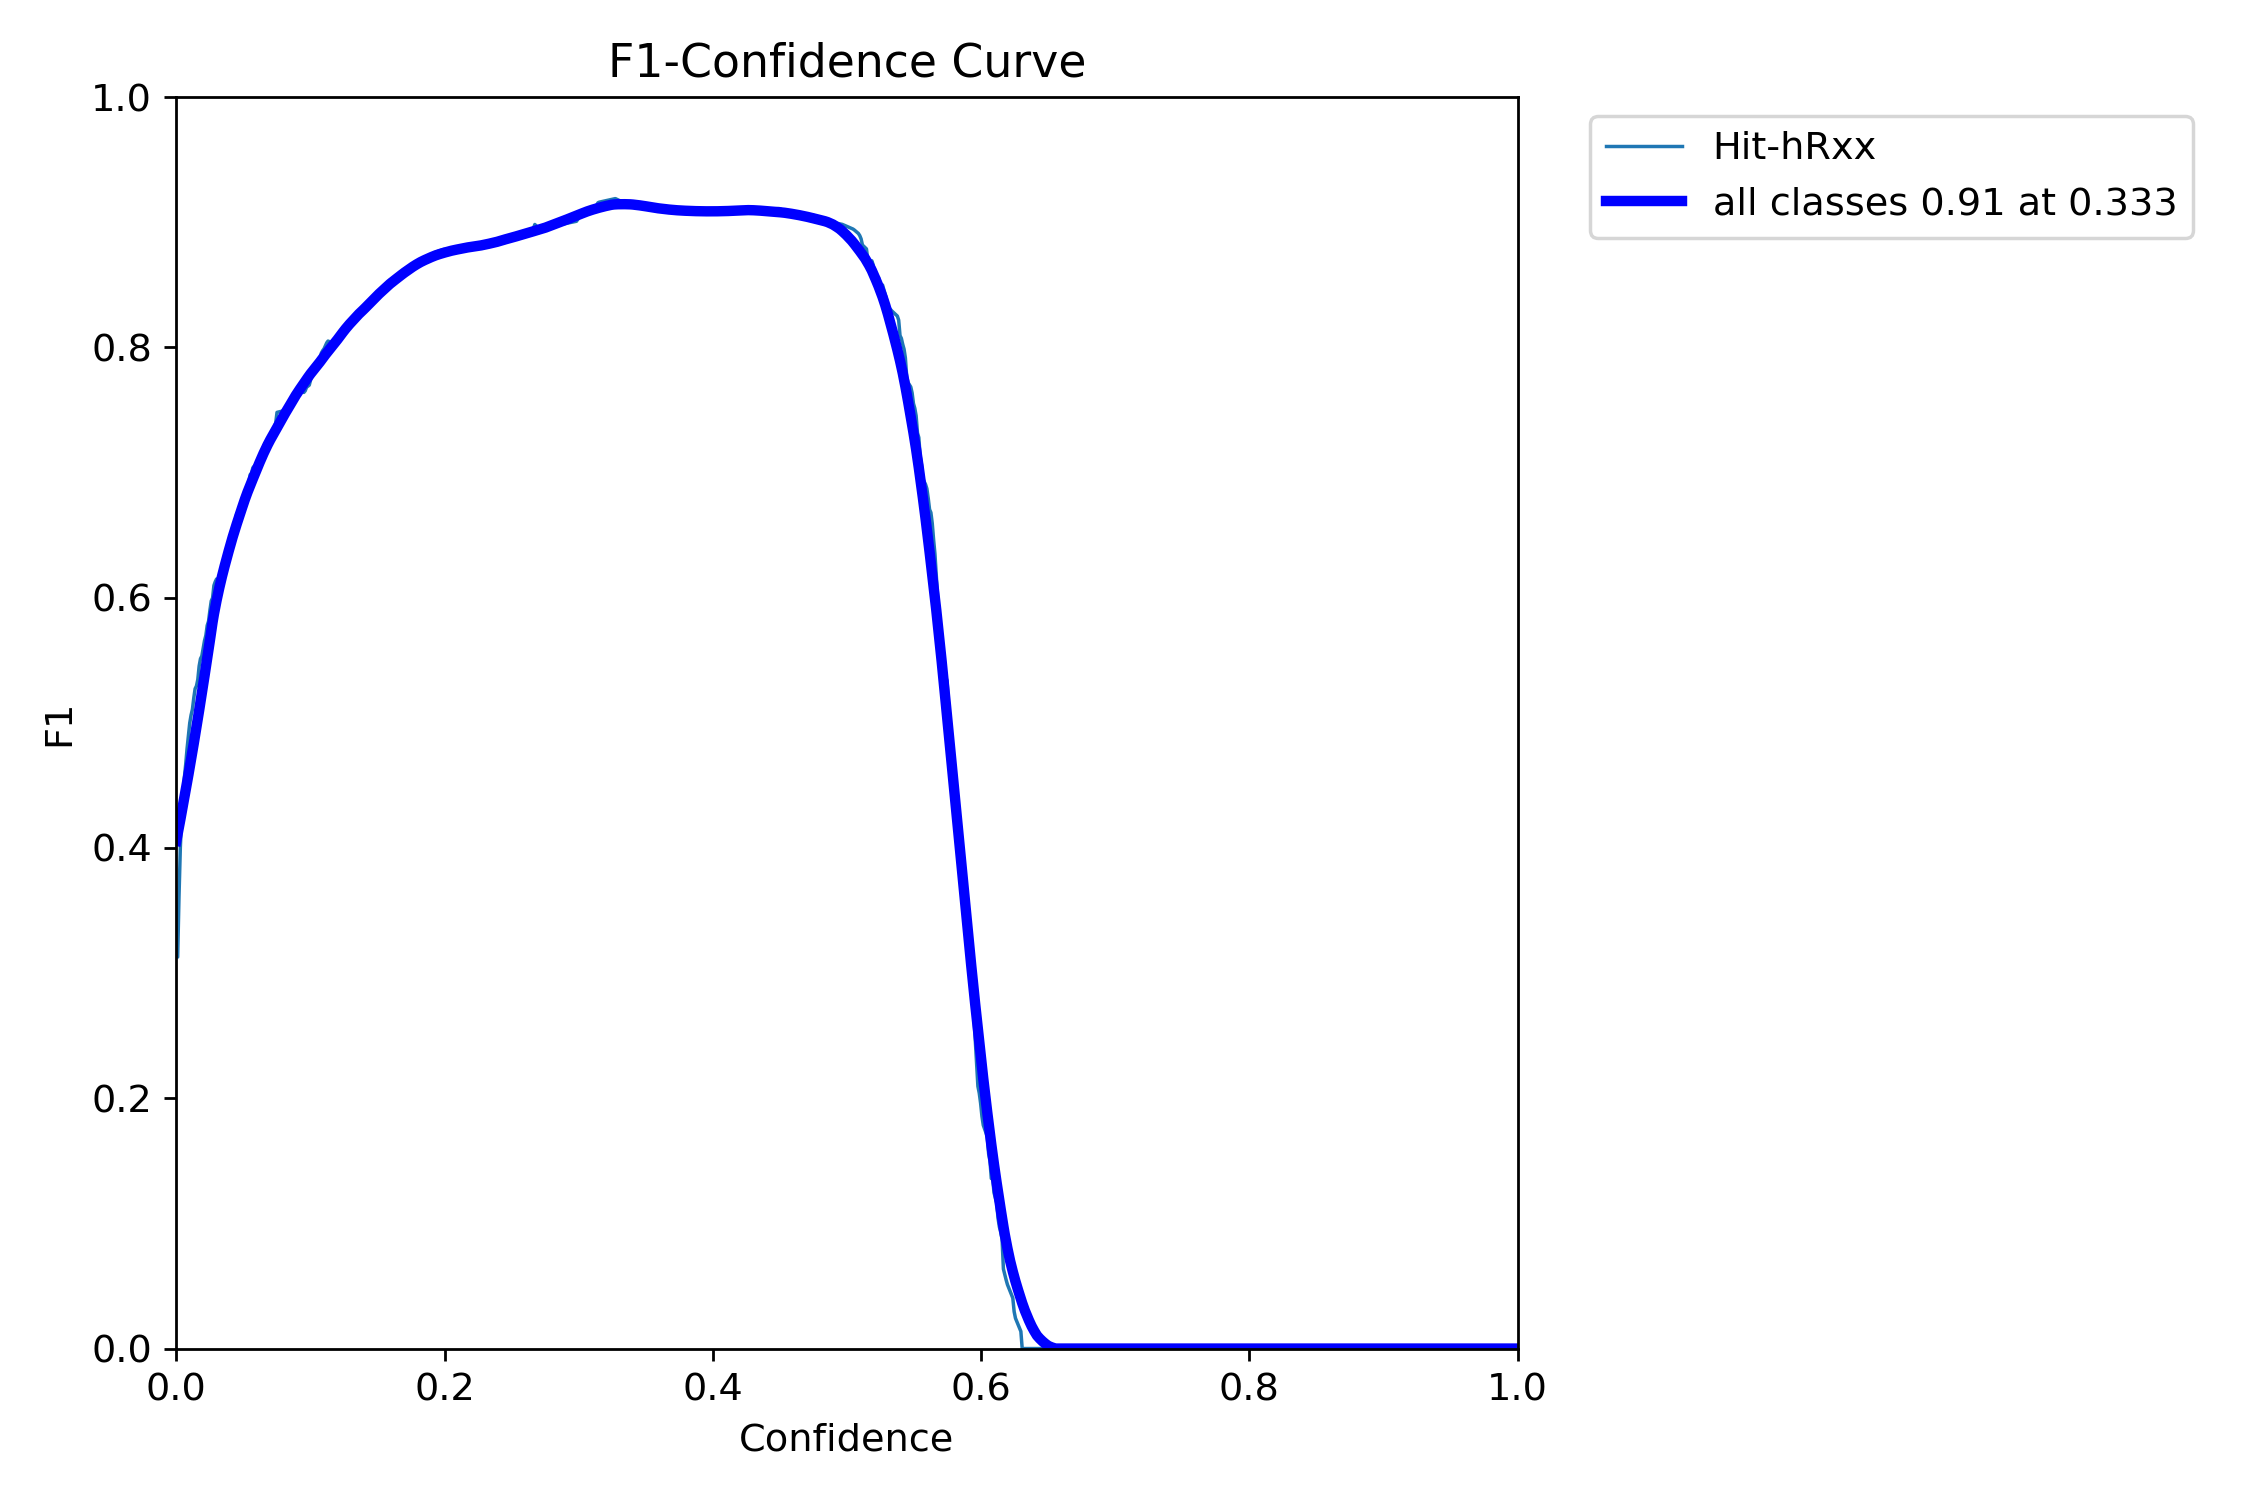 F1-Confidence Curve
1.0
0.8
0.6
0.4
0.2
0.0
F1
0.0 0.2 0.4 0.6 0.8 1.0
Confidence
Hit-hRxx
all classes 0.91 at 0.333